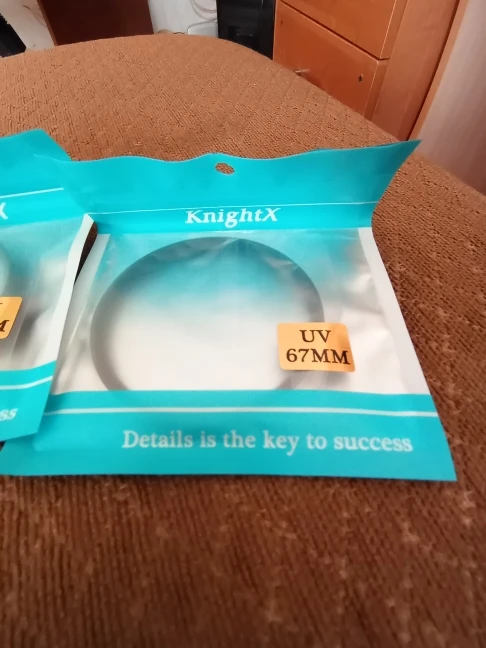 KnightX
UV
67MM
Details is the key to success